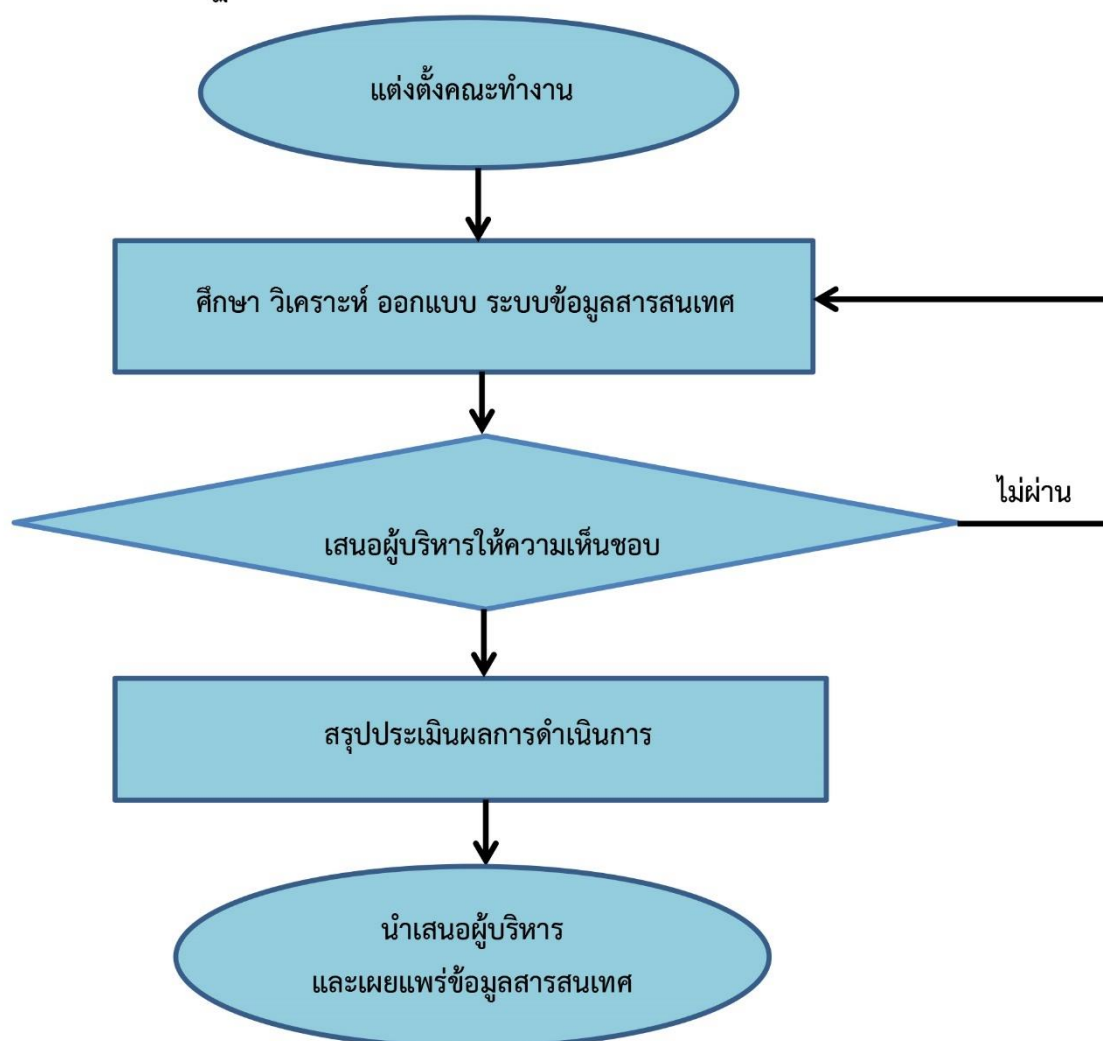 แต่งตั้งคณะทำงาน
ศึกษา วิเคราะห์ ออกแบบ ระบบข้อมูลสารสนเทศ
ไม่ผ่าน
เสนอผู้บริหารให้ความเห็นชอบ
สรุปประเมินผลการดำเนินการ
นำเสนอผู้บริหาร
และเผยแพร่ข้อมูลสารสนเทศ